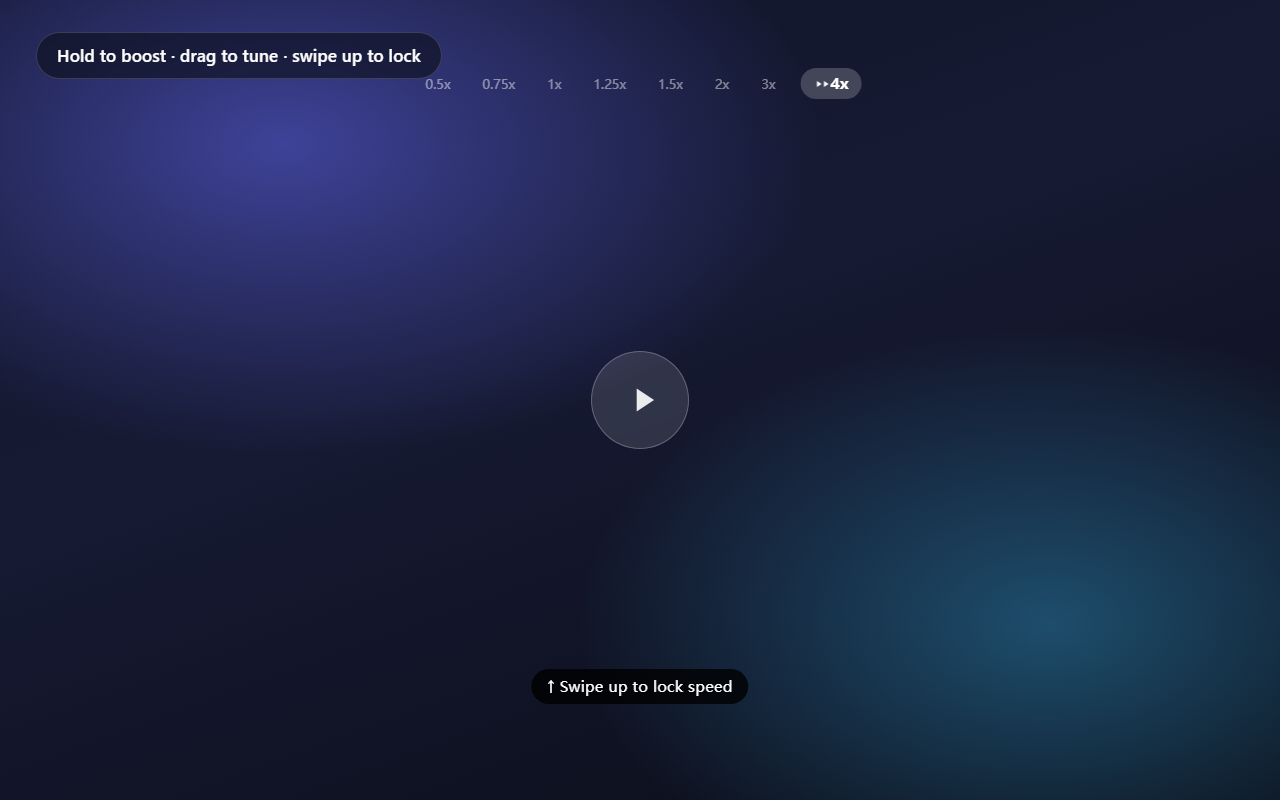 Hold to boost · drag to tune · swipe up to lock
0.5x 0.75x 1x 1.25x 1.5x 2x 3x 4x
↑ Swipe up to lock speed